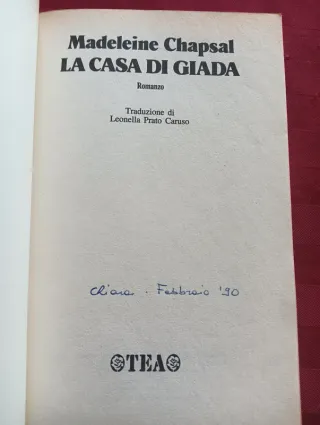 Madeleine Chapsal
LA CASA DI GIADA
Romanzo
Traduzione di
Leonella Prato Caruso
Chiara - Febbraio '90
TEA